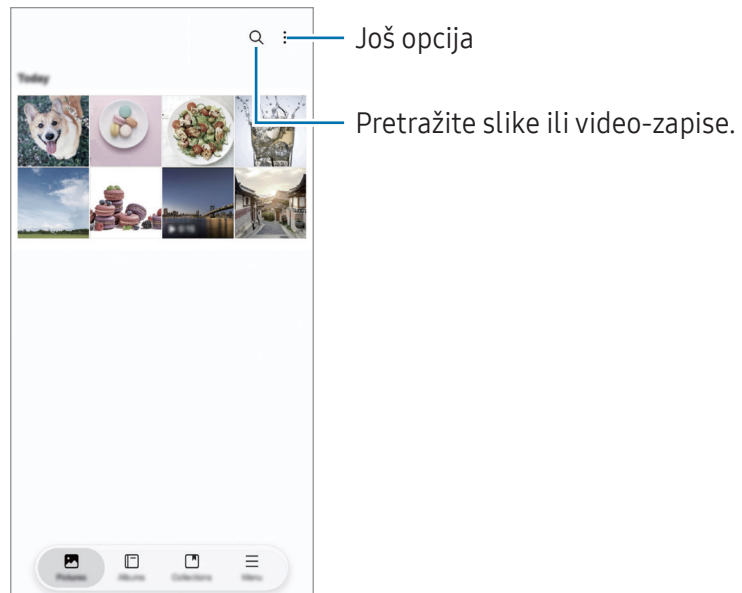 Još opcija
Today
Pretražite slike ili video-zapise.
Pictures
Albums
Collections
Menu